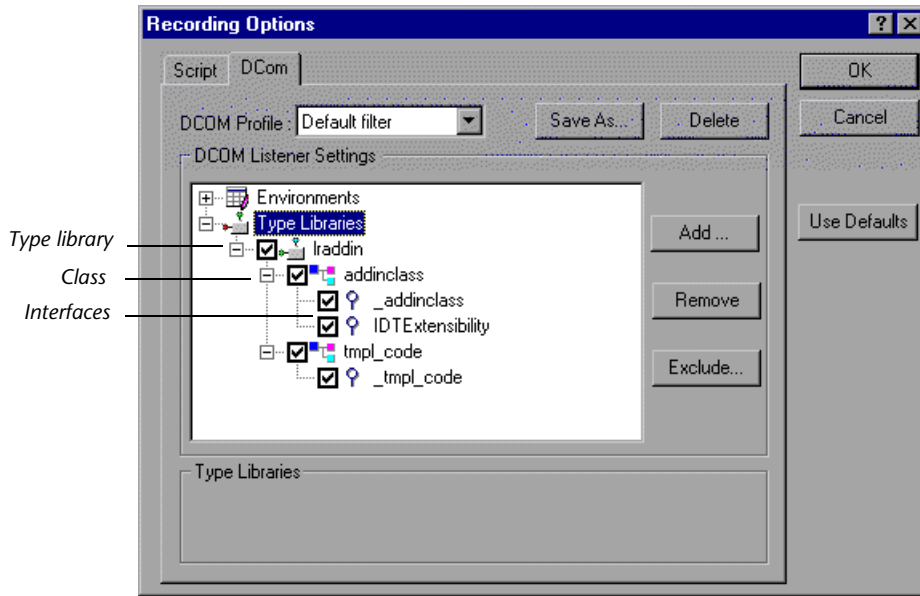 Recording Options
Script DCom
OK
DCOM Profile : Default filter Save As... Delete Cancel
DCOM Listener Settings
Environments
Type Libraries Add ... Use Defaults
Type library lraddin
Class addinclass
Interfaces _addinclass Remove
IDTExtensibility
tmpl_code Exclude...
_tmpl_code
Type Libraries